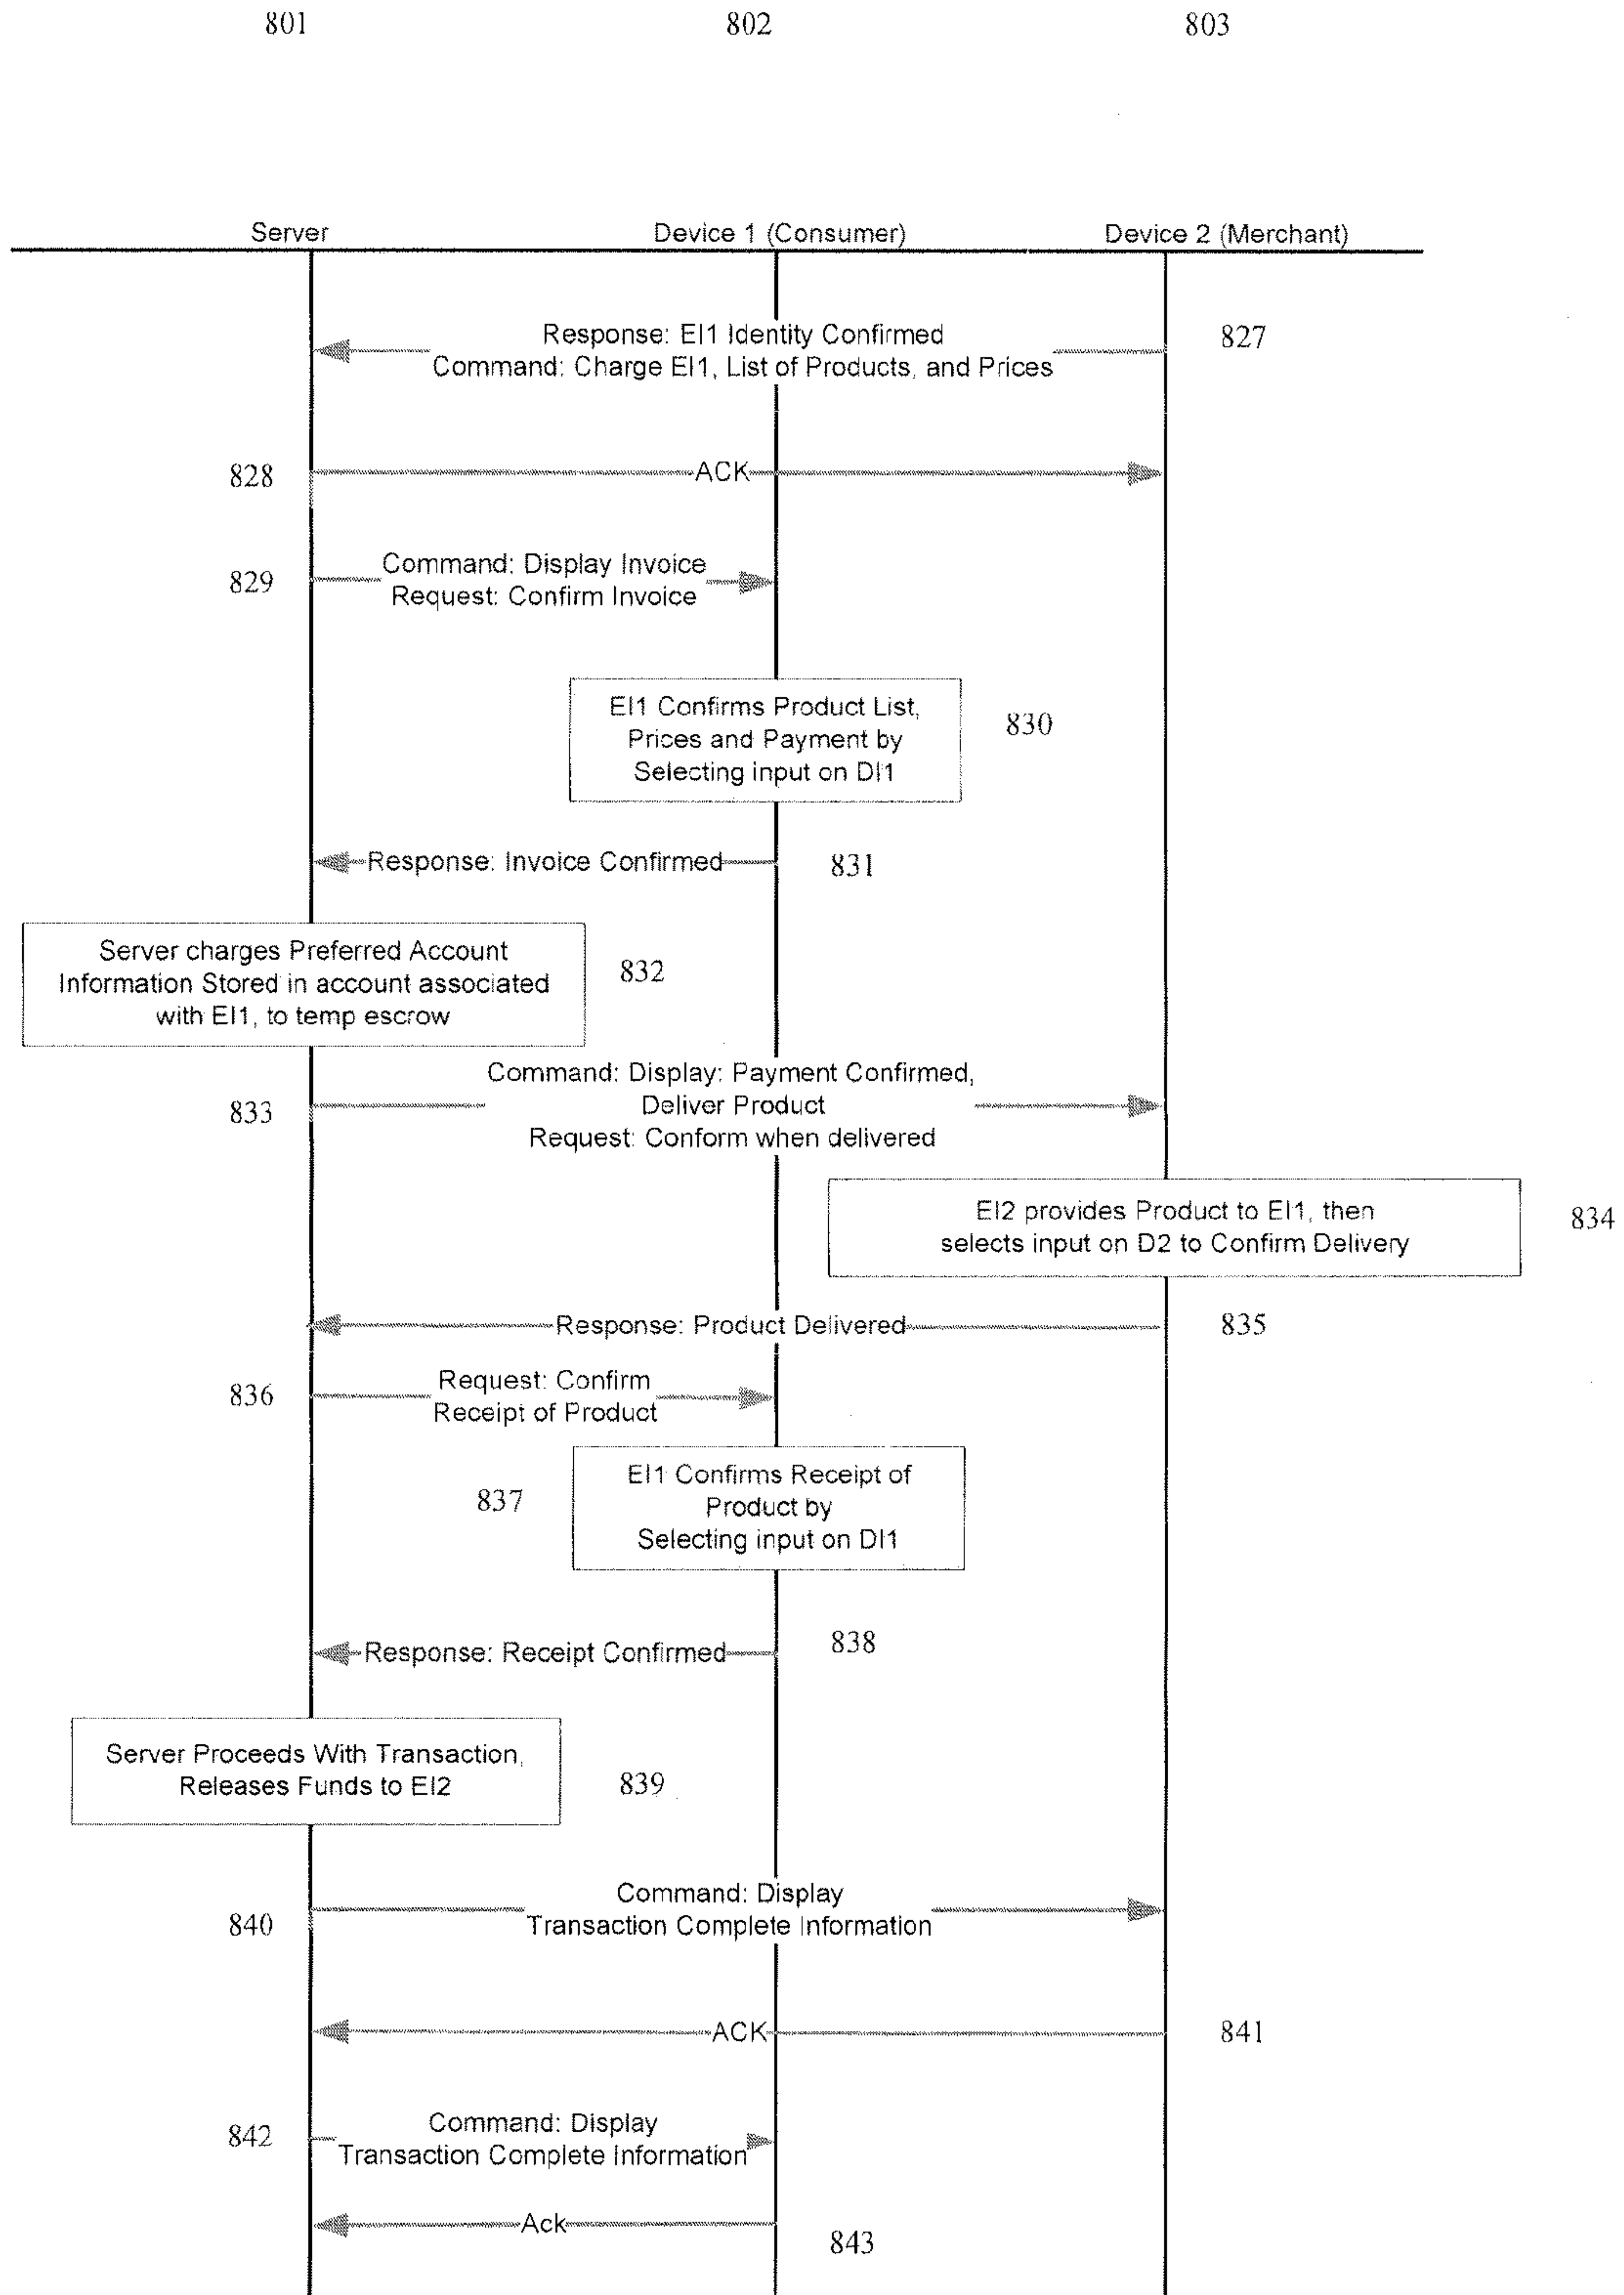 801
802
803
Server
Device 1 (Consumer)
Device 2 (Merchant)
Response: EI1 Identity Confirmed
Command: Charge EI1, List of Products, and Prices
827
828
ACK
829
Command: Display Invoice
Request: Confirm Invoice
EI1 Confirms Product List,
Prices and Payment by
Selecting input on DI1
830
Response: Invoice Confirmed
831
Server charges Preferred Account
Information Stored in account associated
with EI1, to temp escrow
832
833
Command: Display: Payment Confirmed,
Deliver Product
Request: Conform when delivered
EI2 provides Product to EI1, then
selects input on D2 to Confirm Delivery
834
Response: Product Delivered
835
836
Request: Confirm
Receipt of Product
837
EI1 Confirms Receipt of
Product by
Selecting input on DI1
Response: Receipt Confirmed
838
Server Proceeds With Transaction,
Releases Funds to EI2
839
840
Command: Display
Transaction Complete Information
ACK
841
842
Command: Display
Transaction Complete Information
Ack
843